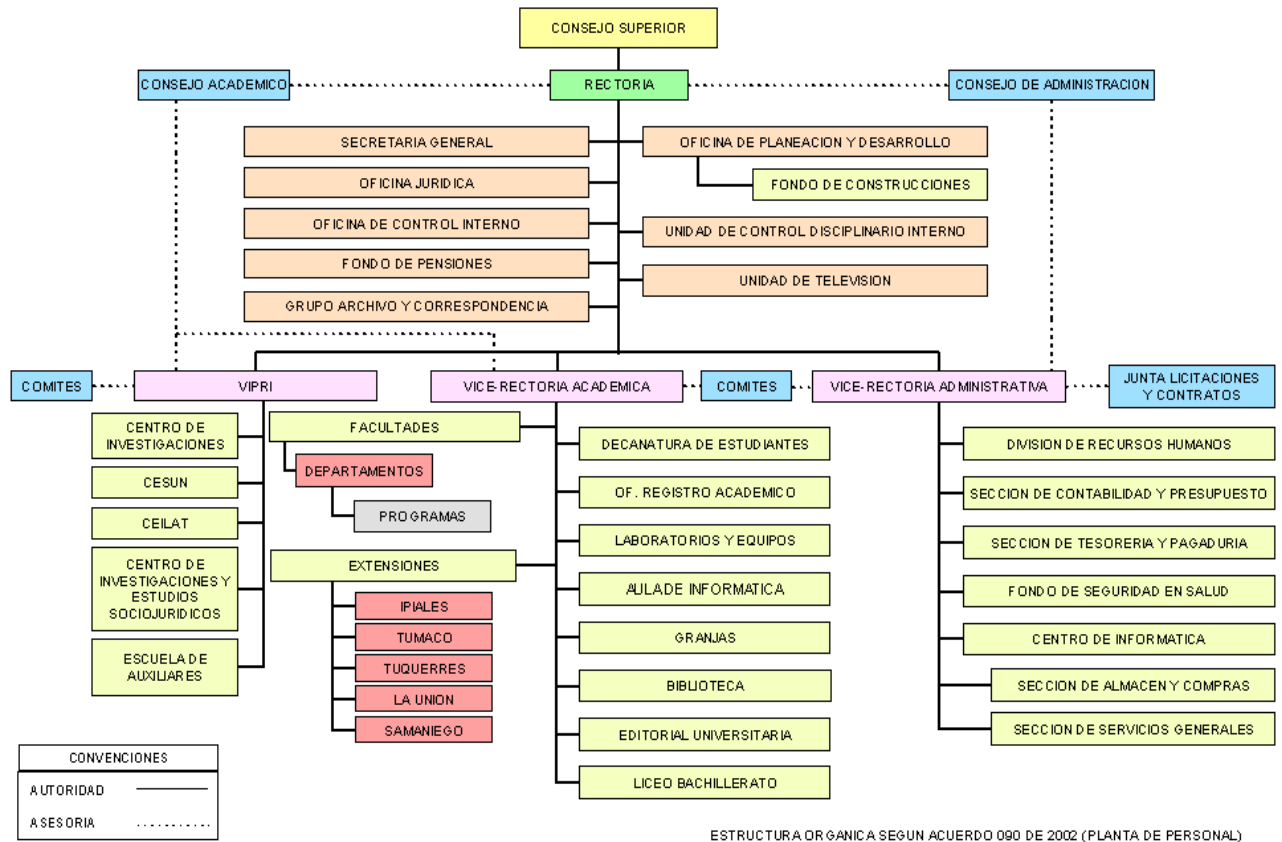 CONSEJO SUPERIOR
CONSEJO ACADEMICO
RECTORIA
CONSEJO DE ADMINISTRACION
SECRETARIA GENERAL
OFICINA DE PLANEACION Y DESARROLLO
OFICINA JURIDICA
FONDO DE CONSTRUCCIONES
OFICINA DE CONTROL INTERNO
UNIDAD DE CONTROL DISCIPLINARIO INTERNO
FONDO DE PENSIONES
UNIDAD DE TELEVISION
GRUPO ARCHIVO Y CORRESPONDENCIA
COMITES
VIPRI
VICE-RECTORIA ACADEMICA
COMITES
VICE-RECTORIA ADMINISTRATIVA
JUNTA LICITACIONES
Y CONTRATOS
CENTRO DE
INVESTIGACIONES
CESUN
CEILAT
CENTRO DE
INVESTIGACIONES Y
ESTUDIOS
SOCIOJURIDICOS
ESCUELA DE
AUXILIARES
FACULTADES
DEPARTAMENTOS
PROGRAMAS
EXTENSIONES
IPIALES
TUMACO
TUQUERRES
LA UNION
SAMANIEGO
DECANATURA DE ESTUDIANTES
OF. REGISTRO ACADEMICO
LABORATORIOS Y EQUIPOS
AULA DE INFORMATICA
GRANJAS
BIBLIOTECA
EDITORIAL UNIVERSITARIA
LICEO BACHILLERATO
DIVISION DE RECURSOS HUMANOS
SECCION DE CONTABILIDAD Y PRESUPUESTO
SECCION DE TESORERIA Y PAGADURIA
FONDO DE SEGURIDAD EN SALUD
CENTRO DE INFORMATICA
SECCION DE ALMACEN Y COMPRAS
SECCION DE SERVICIOS GENERALES
CONVENCIONES
AUTORIDAD
ASESORIA
ESTRUCTURA ORGANICA SEGUN ACUERDO 090 DE 2002 (PLANTA DE PERSONAL)